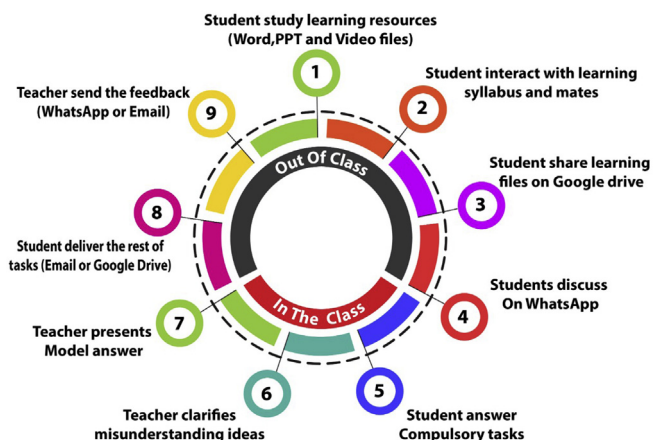 1
Student study learning resources
(Word,PPT and Video files)
2
Student interact with learning
syllabus and mates
3
Student share learning
files on Google drive
4
Students discuss
On WhatsApp
5
Student answer
Compulsory tasks
6
Teacher clarifies
misunderstanding ideas
7
Teacher presents
Model answer
8
Student deliver the rest of
tasks (Email or Google Drive)
9
Teacher send the feedback
(WhatsApp or Email)
Out Of Class
In The Class